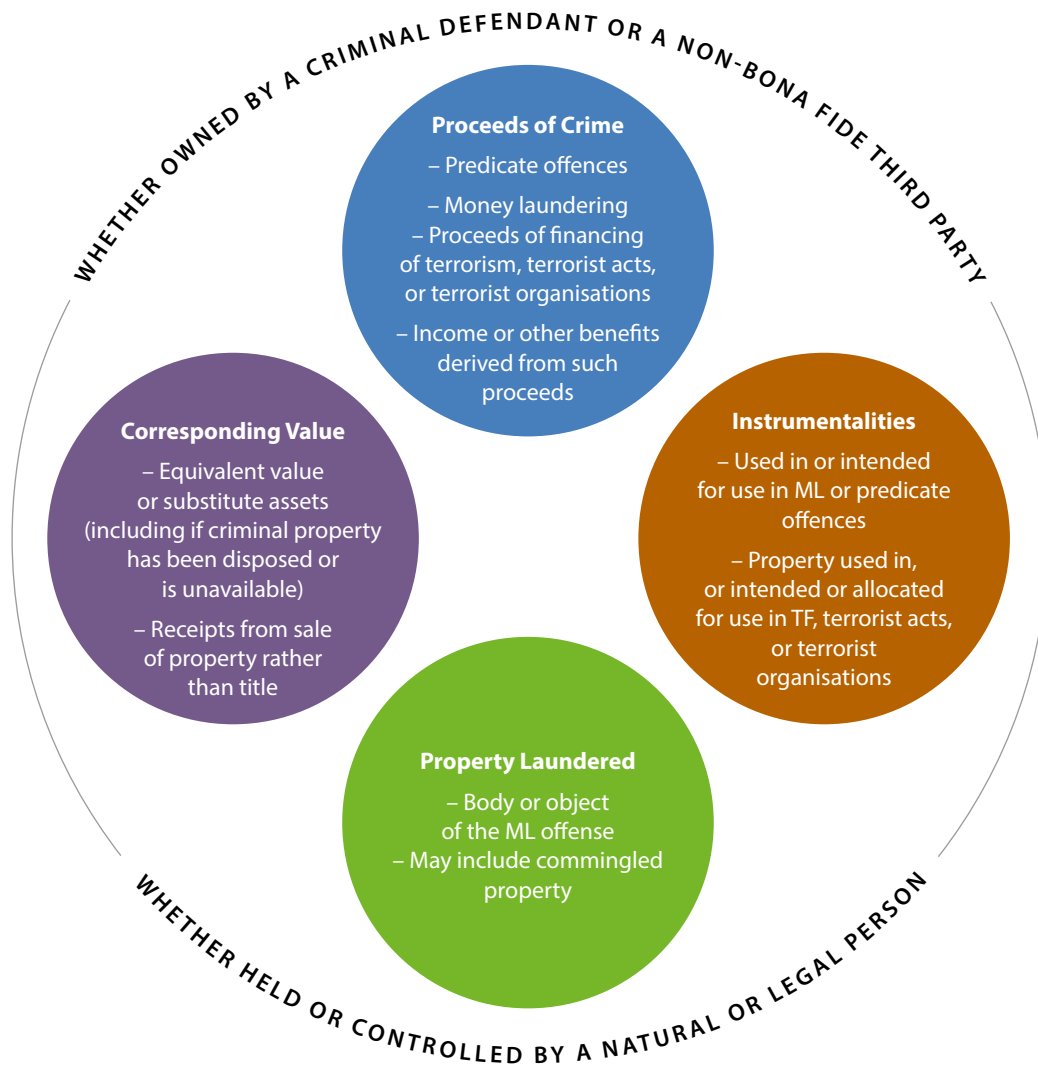 WHETHER OWNED BY A CRIMINAL DEFENDANT OR A NON-BONA FIDE THIRD PARTY
Proceeds of Crime
– Predicate offences
– Money laundering
– Proceeds of financing
of terrorism, terrorist acts,
or terrorist organisations
– Income or other benefits
derived from such
proceeds
Corresponding Value
– Equivalent value
or substitute assets
(including if criminal property
has been disposed or
is unavailable)
– Receipts from sale
of property rather
than title
Instrumentalities
– Used in or intended
for use in ML or predicate
offences
– Property used in,
or intended or allocated
for use in TF, terrorist acts,
or terrorist
organisations
Property Laundered
– Body or object
of the ML offense
– May include commingled
property
WHETHER HELD OR CONTROLLED BY A NATURAL OR LEGAL PERSON